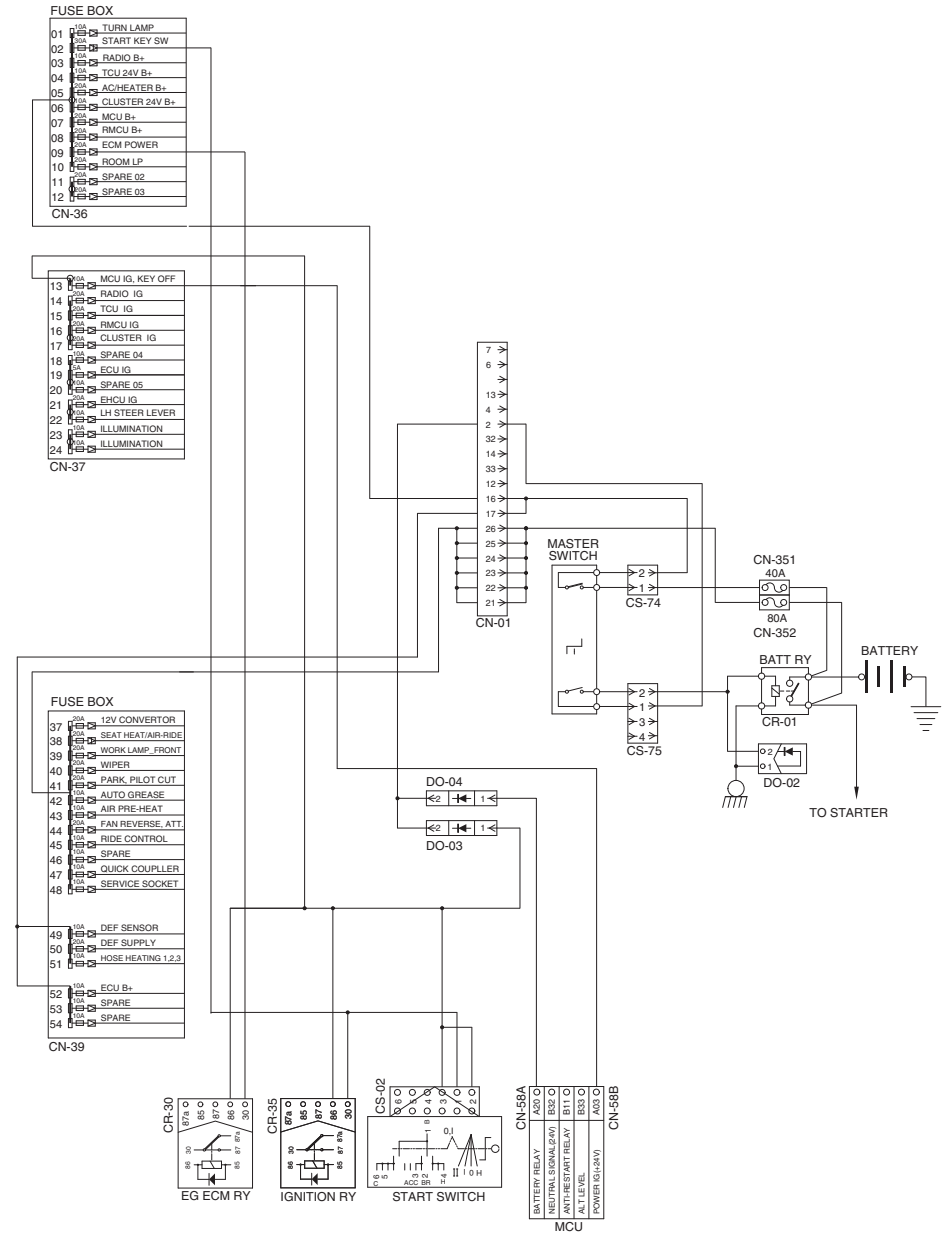 FUSE BOX
01 10A TURN LAMP
02 30A START KEY SW
03 10A RADIO B+
04 10A TCU 24V B+
05 20A AC/HEATER B+
06 10A CLUSTER 24V B+
07 20A MCU B+
08 20A RMCU B+
09 20A ECM POWER
10 20A ROOM LP
11 20A SPARE 02
12 20A SPARE 03
CN-36
13 10A MCU IG, KEY OFF
14 20A RADIO IG
15 20A TCU IG
16 20A RMCU IG
17 20A CLUSTER IG
18 10A SPARE 04
19 5A ECU IG
20 10A SPARE 05
21 20A EHCU IG
22 10A LH STEER LEVER
23 10A ILLUMINATION
24 10A ILLUMINATION
CN-37
7
6
13
4
2
32
14
33
12
16
17
26
25
24
23
22
21
CN-01
MASTER
SWITCH
2
1
CS-74
CN-351
40A
80A
CN-352
BATT RY
BATTERY
CR-01
2
1
3
4
CS-75
2
1
DO-02
TO STARTER
FUSE BOX
37 20A 12V CONVERTOR
38 20A SEAT HEAT/AIR-RIDE
39 20A WORK LAMP_FRONT
40 20A WIPER
41 20A PARK, PILOT CUT
42 10A AUTO GREASE
43 10A AIR PRE-HEAT
44 20A FAN REVERSE, ATT.
45 10A RIDE CONTROL
46 10A SPARE
47 10A QUICK COUPLLER
48 10A SERVICE SOCKET
49 10A DEF SENSOR
50 20A DEF SUPPLY
51 10A HOSE HEATING 1,2,3
52 10A ECU B+
53 10A SPARE
54 10A SPARE
CN-39
DO-04
2 1
2 1
DO-03
CR-30
87a 85 87 86 30
30 87a 87
86 85
EG ECM RY
CR-35
87a 85 87 86 30
30 87a 87
86 85
IGNITION RY
CS-02
6 5 4 3 1 2
B
1
0,I
6 5 3 2 4
C ACC BR H
II I 0 H
START SWITCH
CN-58A
CN-58B
A20 BATTERY RELAY
B32 NEUTRAL SIGNAL(24V)
B11 ANTI-RESTART RELAY
B33 ALT LEVEL
A03 POWER IG(+24V)
MCU